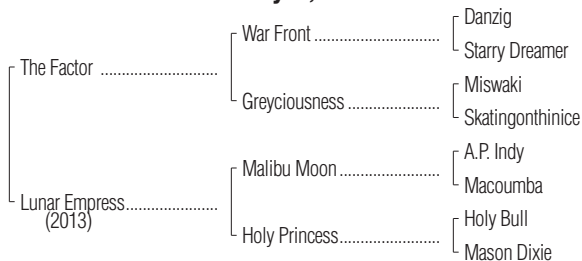 War Front
Danzig
Starry Dreamer
The Factor
Greyciousness
Miswaki
Skatingonthinice
Malibu Moon
A.P. Indy
Macoumba
Lunar Empress
(2013)
Holy Princess
Holy Bull
Mason Dixie